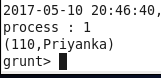 2017-05-10 20:46:40,
process : 1
(110,Priyanka)
grunt>